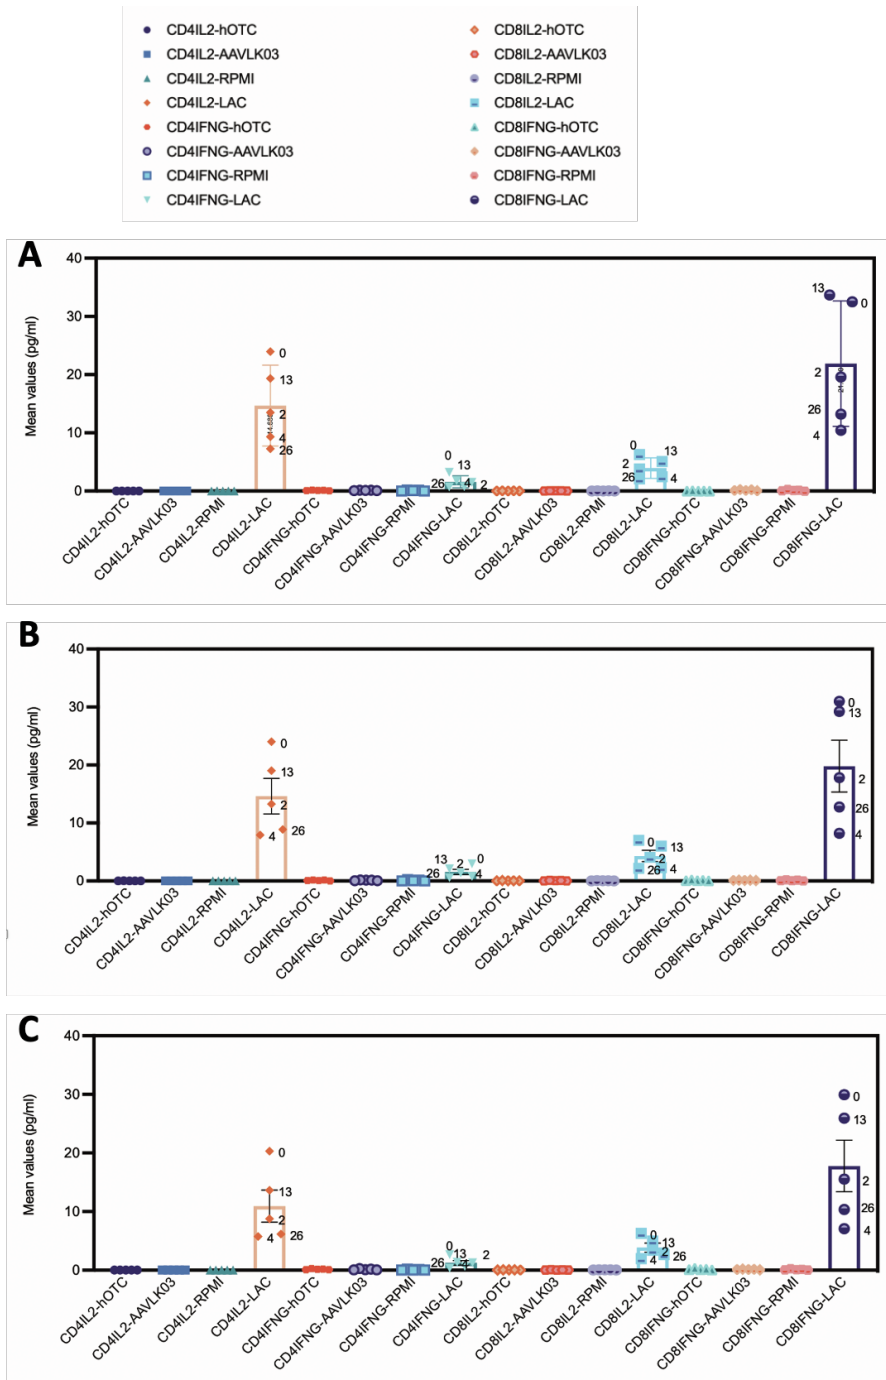 CD4IL2-hOTC
CD4IL2-AAVLK03
CD4IL2-RPMI
CD4IL2-LAC
CD4IFNG-hOTC
CD4IFNG-AAVLK03
CD4IFNG-RPMI
CD4IFNG-LAC
CD8IL2-hOTC
CD8IL2-AAVLK03
CD8IL2-RPMI
CD8IL2-LAC
CD8IFNG-hOTC
CD8IFNG-AAVLK03
CD8IFNG-RPMI
CD8IFNG-LAC
A
Mean values (pg/ml)
40
30
20
10
0
0
13
2
4
26
0
13
26
4
2
0
13
2
26
4
13
0
2
26
4
CD4IL2-hOTC
CD4IL2-AAVLK03
CD4IL2-RPMI
CD4IL2-LAC
CD4IFNG-hOTC
CD4IFNG-AAVLK03
CD4IFNG-RPMI
CD4IFNG-LAC
CD8IL2-hOTC
CD8IL2-AAVLK03
CD8IL2-RPMI
CD8IL2-LAC
CD8IFNG-hOTC
CD8IFNG-AAVLK03
CD8IFNG-RPMI
CD8IFNG-LAC
B
Mean values (pg/ml)
40
30
20
10
0
0
13
2
4
26
13
2
0
26
4
0
13
2
26
4
0
13
2
26
4
CD4IL2-hOTC
CD4IL2-AAVLK03
CD4IL2-RPMI
CD4IL2-LAC
CD4IFNG-hOTC
CD4IFNG-AAVLK03
CD4IFNG-RPMI
CD4IFNG-LAC
CD8IL2-hOTC
CD8IL2-AAVLK03
CD8IL2-RPMI
CD8IL2-LAC
CD8IFNG-hOTC
CD8IFNG-AAVLK03
CD8IFNG-RPMI
CD8IFNG-LAC
C
Mean values (pg/ml)
40
30
20
10
0
0
13
2
4
26
0
13
2
26
4
0
13
2
26
4
0
13
2
26
4
CD4IL2-hOTC
CD4IL2-AAVLK03
CD4IL2-RPMI
CD4IL2-LAC
CD4IFNG-hOTC
CD4IFNG-AAVLK03
CD4IFNG-RPMI
CD4IFNG-LAC
CD8IL2-hOTC
CD8IL2-AAVLK03
CD8IL2-RPMI
CD8IL2-LAC
CD8IFNG-hOTC
CD8IFNG-AAVLK03
CD8IFNG-RPMI
CD8IFNG-LAC